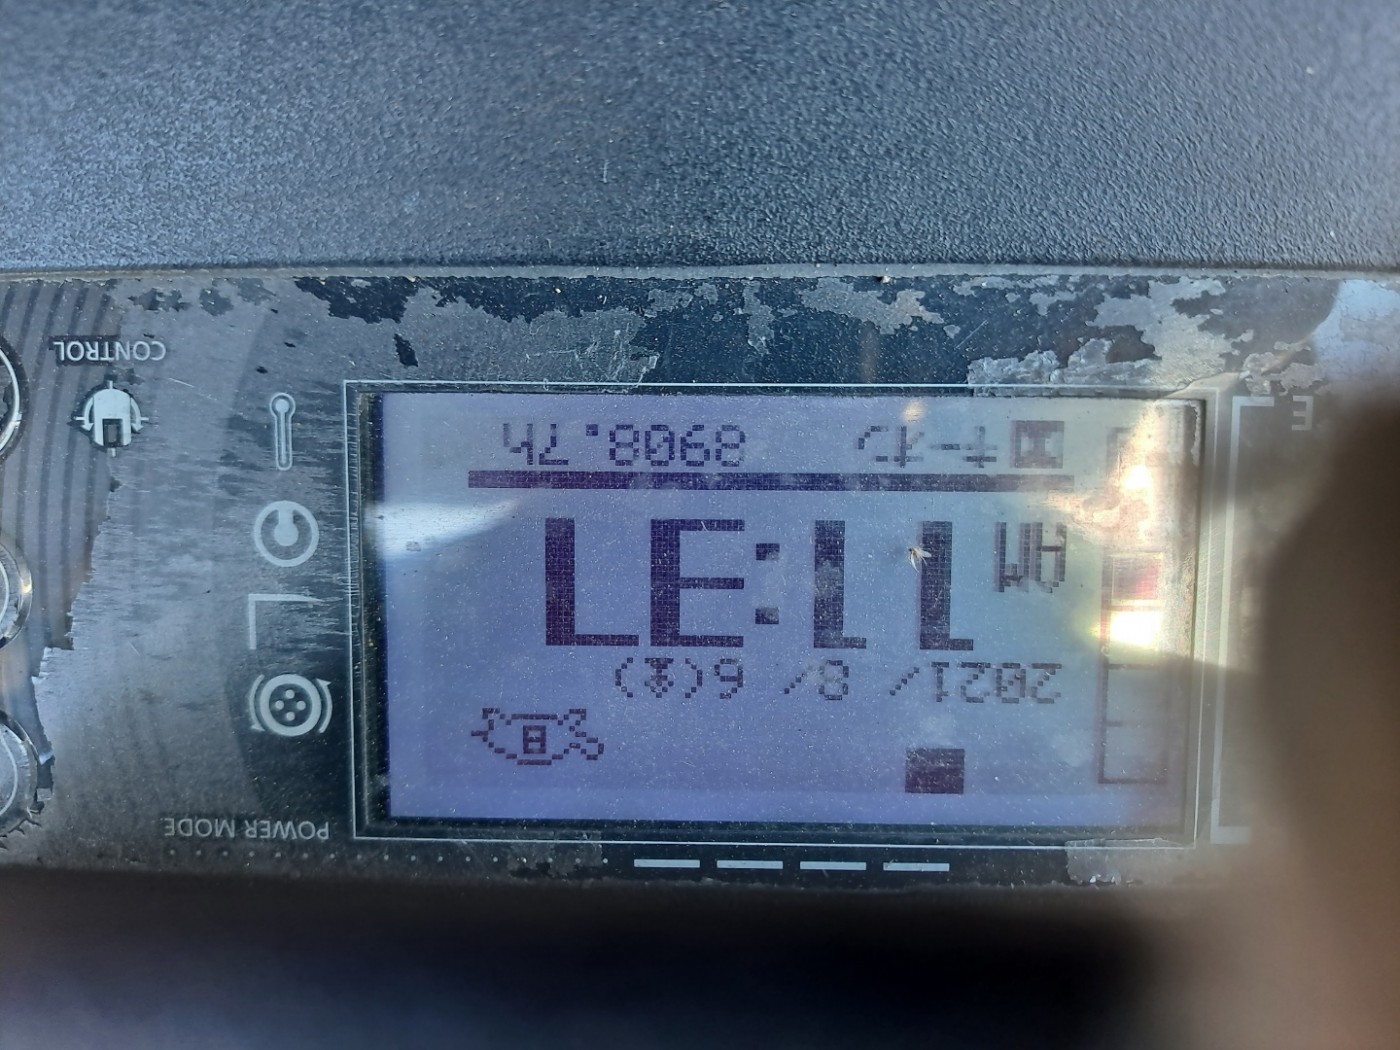 POWER MODE
2021/ 8/ 6(金)
AM 11:37
8908.7h
E
CONTROL